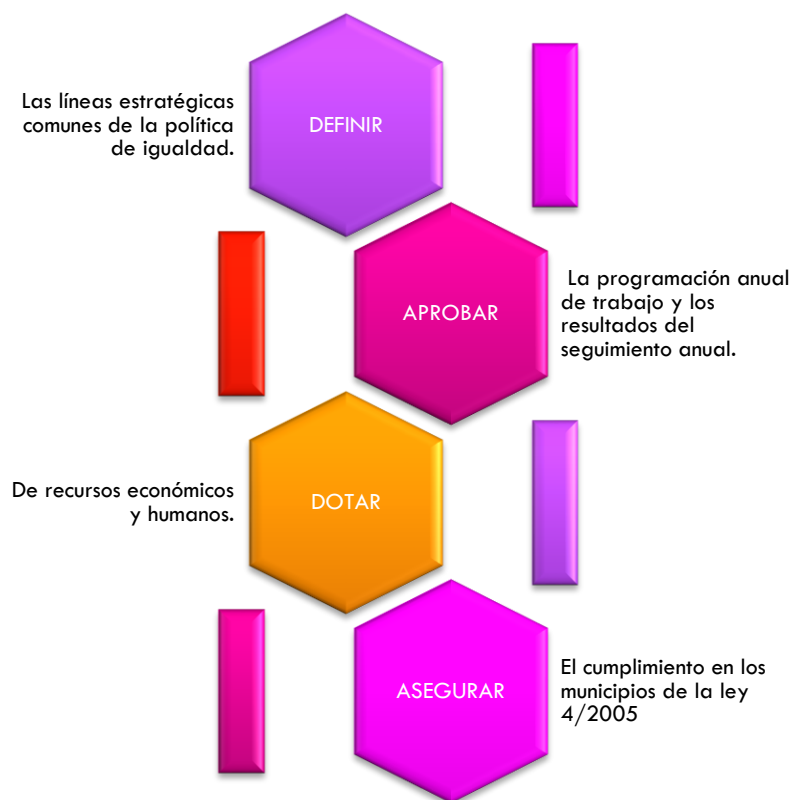 DEFINIR
Las líneas estratégicas
comunes de la política
de igualdad.
APROBAR
La programación anual
de trabajo y los
resultados del
seguimiento anual.
DOTAR
De recursos económicos
y humanos.
ASEGURAR
El cumplimiento en los
municipios de la ley
4/2005